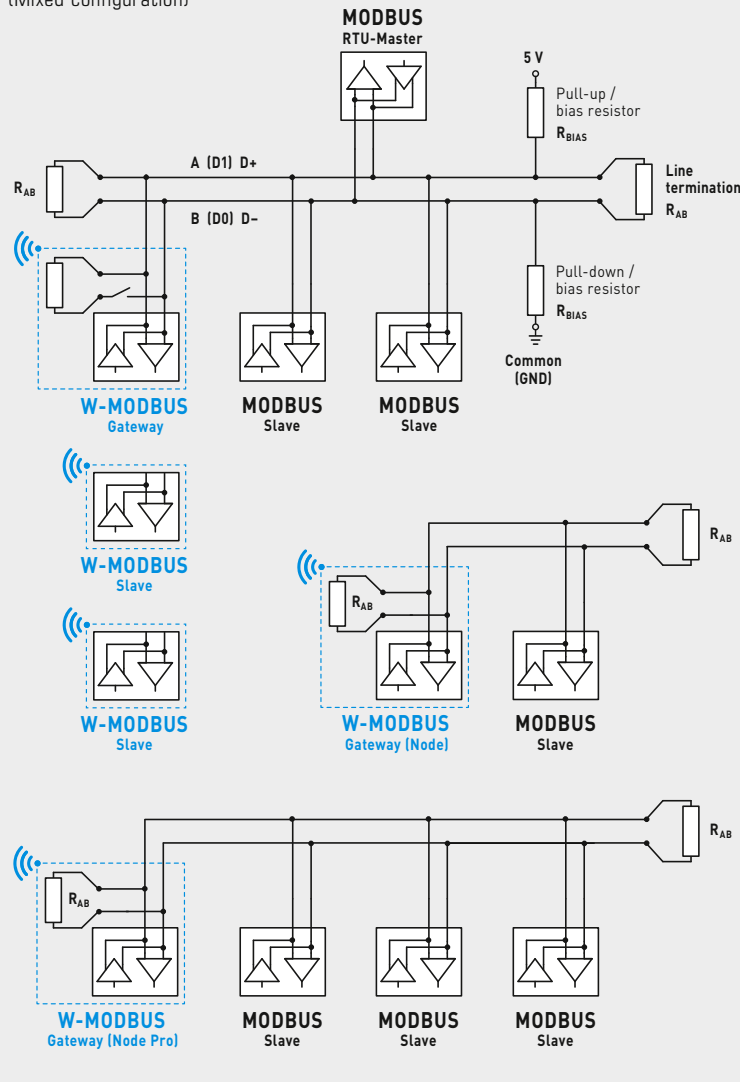 (Mixed Configuration)
MODBUS
RTU-Master
5 V
Pull-up /
bias resistor
RBIAS
A (D1) D+
RAB
Line
termination
RAB
B (D0) D–
Pull-down /
bias resistor
RBIAS
Common
(GND)
W-MODBUS
Gateway
MODBUS
Slave
MODBUS
Slave
W-MODBUS
Slave
RAB
RAB
W-MODBUS
Slave
W-MODBUS
Gateway (Node)
MODBUS
Slave
RAB
RAB
W-MODBUS
Gateway (Node Pro)
MODBUS
Slave
MODBUS
Slave
MODBUS
Slave